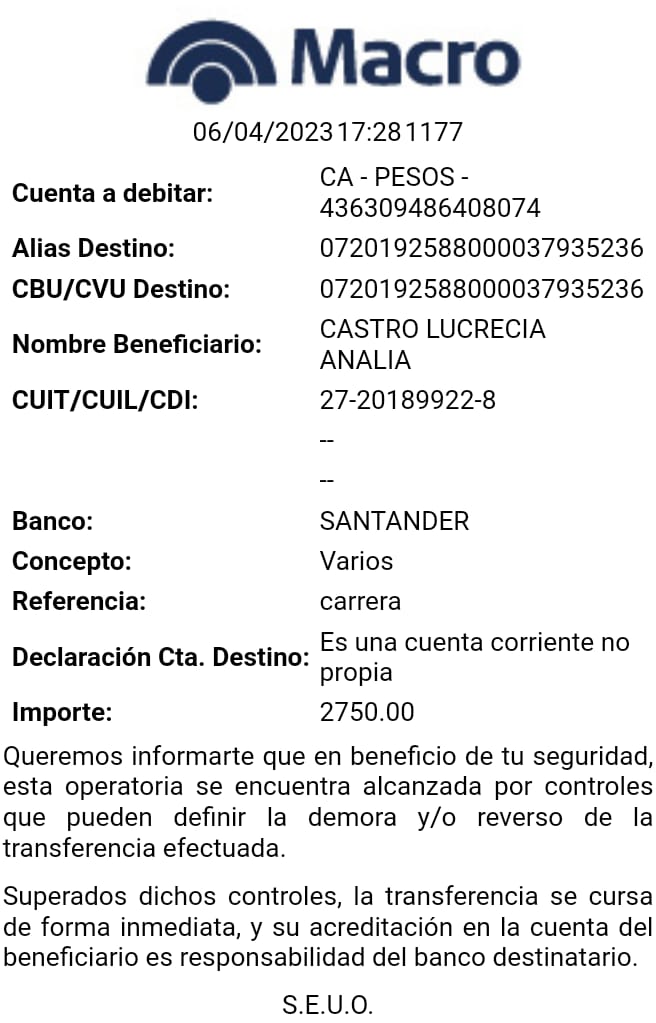 Macro
06/04/2023 17:28 1177
Cuenta a debitar:
CA - PESOS -
436309486408074
Alias Destino: 0720192588000037935236
CBU/CVU Destino: 0720192588000037935236
Nombre Beneficiario:
CASTRO LUCRECIA
ANALIA
CUIT/CUIL/CDI: 27-20189922-8
--
--
Banco: SANTANDER
Concepto: Varios
Referencia: carrera
Declaración Cta. Destino:
Es una cuenta corriente no
propia
Importe: 2750.00
Queremos informarte que en beneficio de tu seguridad,
esta operatoria se encuentra alcanzada por controles
que pueden definir la demora y/o reverso de la
transferencia efectuada.
Superados dichos controles, la transferencia se cursa
de forma inmediata, y su acreditación en la cuenta del
beneficiario es responsabilidad del banco destinatario.
S.E.U.O.